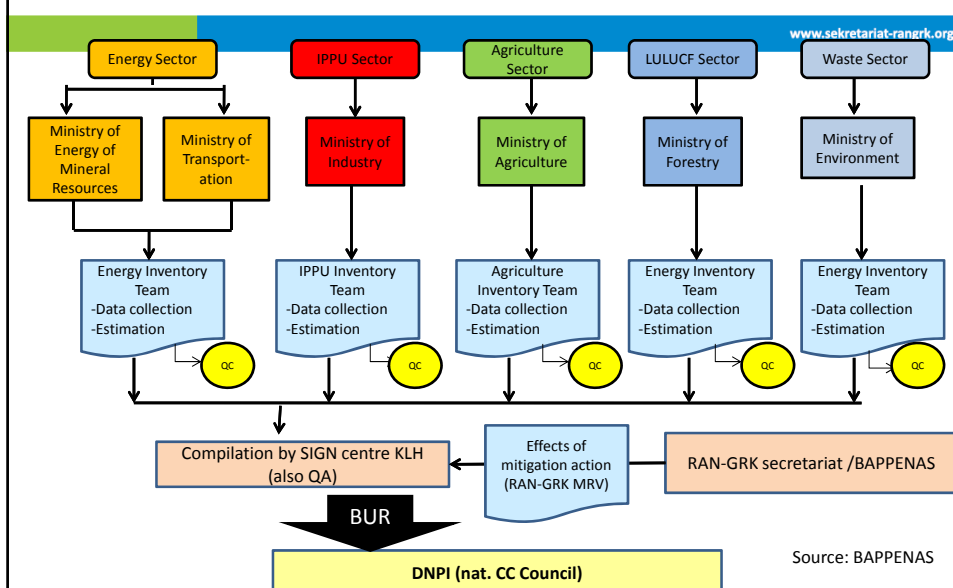 www.sekretariat-rangrk.org
Energy Sector
IPPU Sector
Agriculture
Sector
LULUCF Sector
Waste Sector
Ministry of
Energy of
Mineral
Resources
Ministry of
Transport-
ation
Ministry of
Industry
Ministry of
Agriculture
Ministry of
Forestry
Ministry of
Environment
Energy Inventory
Team
-Data collection
-Estimation
QC
IPPU Inventory
Team
-Data collection
-Estimation
QC
Agriculture
Inventory Team
-Data collection
-Estimation
QC
Energy Inventory
Team
-Data collection
-Estimation
QC
Energy Inventory
Team
-Data collection
-Estimation
QC
Compilation by SIGN centre KLH
(also QA)
Effects of
mitigation action
(RAN-GRK MRV)
RAN-GRK secretariat /BAPPENAS
BUR
DNPI (nat. CC Council)
Source: BAPPENAS